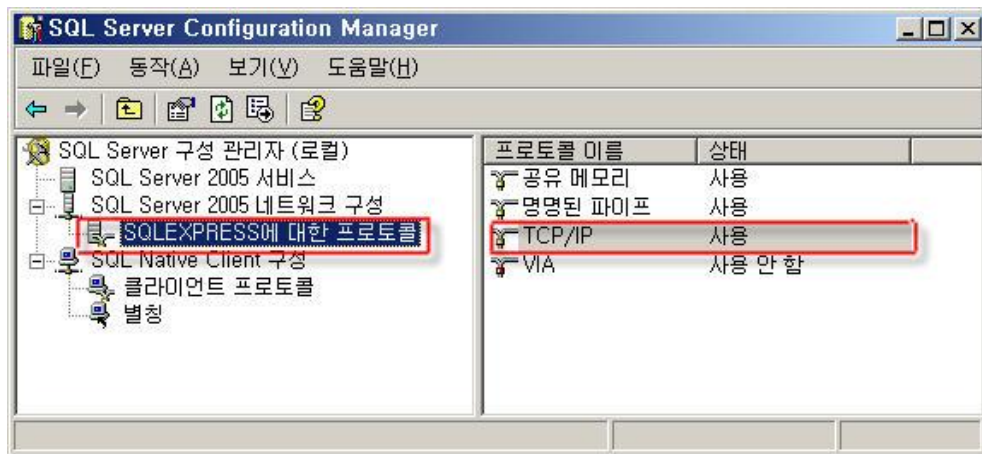 SQL Server Configuration Manager
파일(F) 동작(A) 보기(V) 도움말(H)
SQL Server 구성 관리자 (로컬)
SQL Server 2005 서비스
SQL Server 2005 네트워크 구성
SQLEXPRESS에 대한 프로토콜
SQL Native Client 구성
클라이언트 프로토콜
별칭
프로토콜 이름 상태
공유 메모리 사용
명명된 파이프 사용
TCP/IP 사용
VIA 사용 안 함